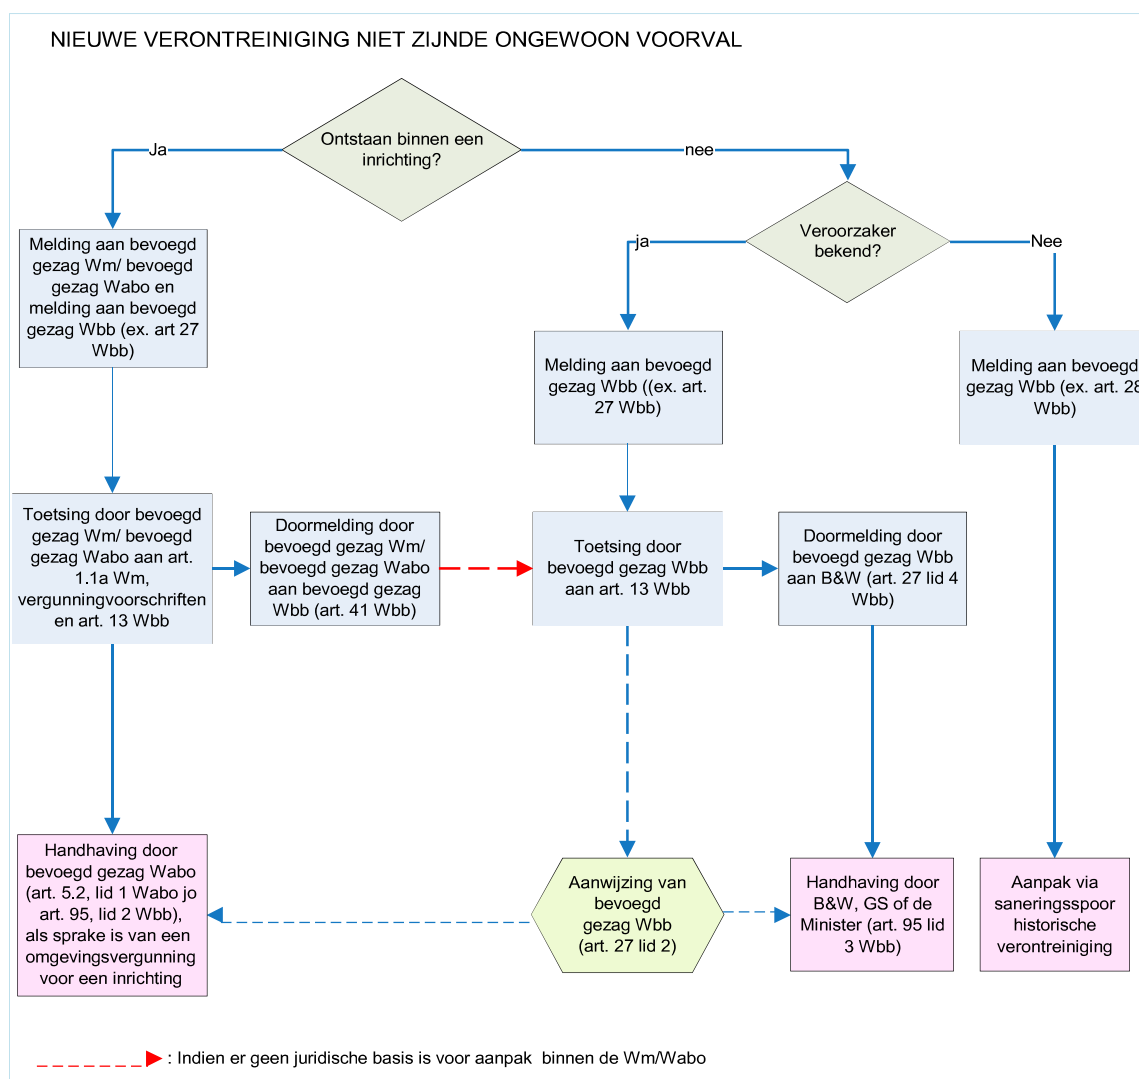 NIEUWE VERONTREINIGING NIET ZIJNDE ONGEWOON VOORVAL
Ontstaan binnen een
inrichting?
Ja
nee
Veroorzaker
bekend?
ja
Nee
Melding aan bevoegd
gezag Wm/ bevoegd
gezag Wabo en
melding aan bevoegd
gezag Wbb (ex. art 27
Wbb)
Melding aan bevoegd
gezag Wbb ((ex. art.
27 Wbb)
Melding aan bevoegd
gezag Wbb (ex. art. 28
Wbb)
Toetsing door bevoegd
gezag Wm/ bevoegd
gezag Wabo aan art.
1.1a Wm,
vergunningvoorschriften
en art. 13 Wbb
Doormelding door
bevoegd gezag Wm/
bevoegd gezag Wabo
aan bevoegd gezag
Wbb (art. 41 Wbb)
Toetsing door
bevoegd gezag Wbb
aan art. 13 Wbb
Doormelding door
bevoegd gezag Wbb
aan B&W (art. 27 lid 4
Wbb)
Handhaving door
bevoegd gezag Wabo
(art. 5.2, lid 1 Wabo jo
art. 95, lid 2 Wbb),
als sprake is van een
omgevingsvergunning
voor een inrichting
Aanwijzing van
bevoegd
gezag Wbb
(art. 27 lid 2)
Handhaving door
B&W, GS of de
Minister (art. 95 lid
3 Wbb)
Aanpak via
saneringsspoor
historische
verontreiniging
: Indien er geen juridische basis is voor aanpak binnen de Wm/Wabo